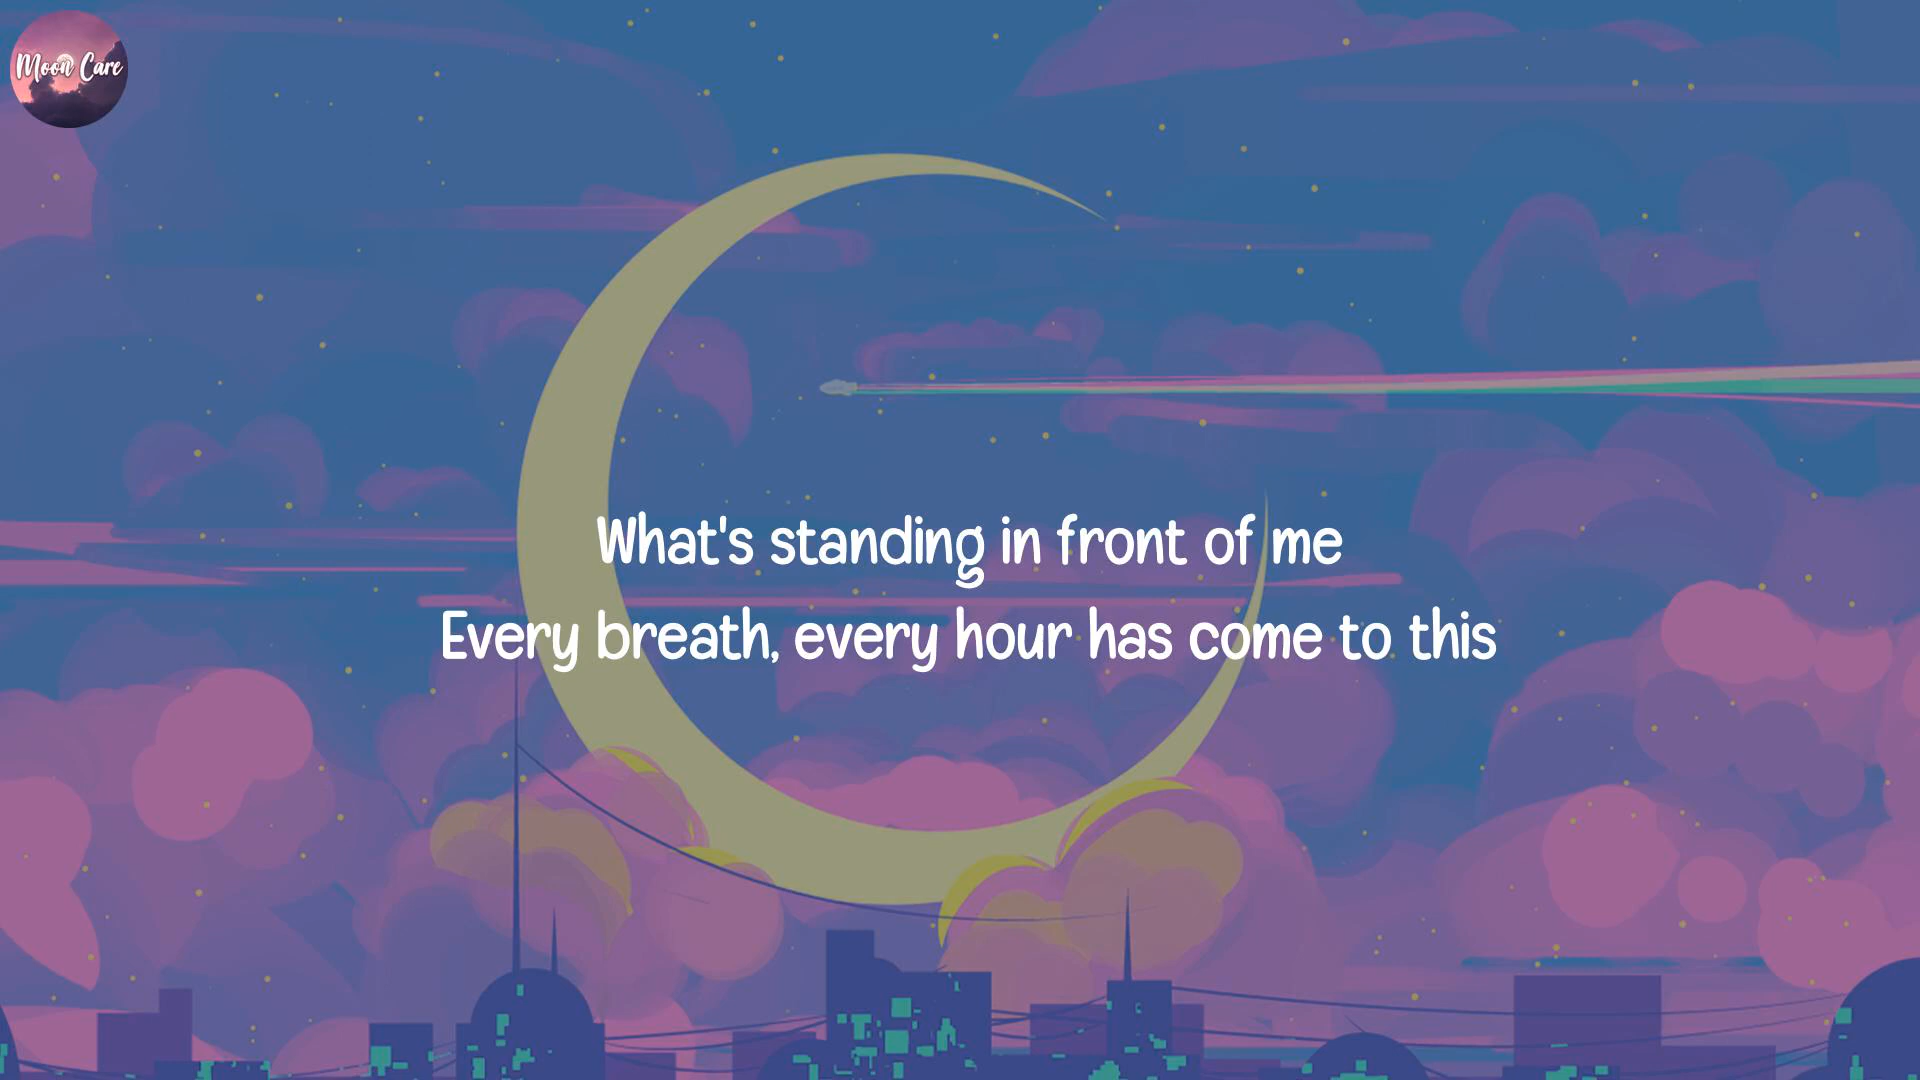 Moon Care
What's standing in front of me
Every breath, every hour has come to this